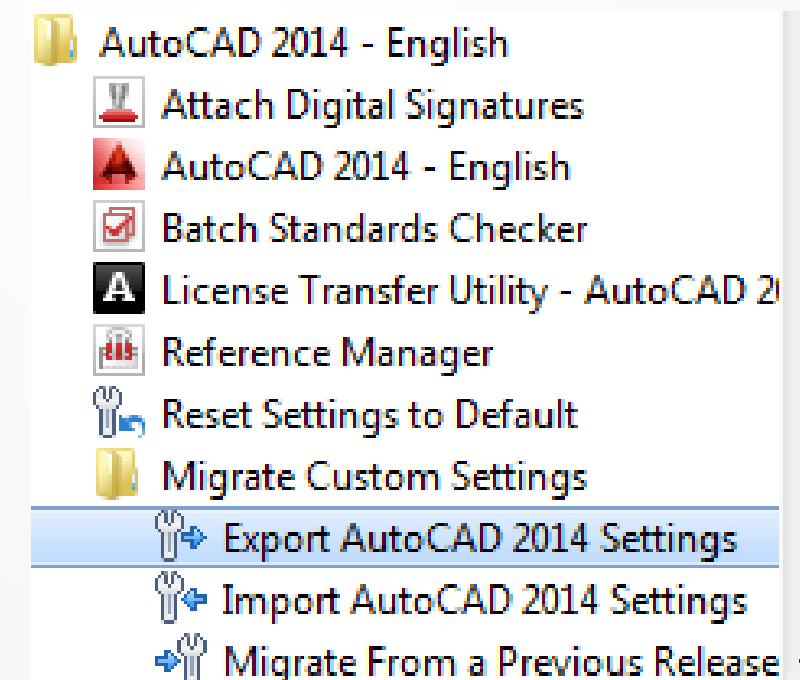 AutoCAD 2014 - English
Attach Digital Signatures
AutoCAD 2014 - English
Batch Standards Checker
License Transfer Utility - AutoCAD
Reference Manager
Reset Settings to Default
Migrate Custom Settings
Export AutoCAD 2014 Settings
Import AutoCAD 2014 Settings
Migrate From a Previous Release